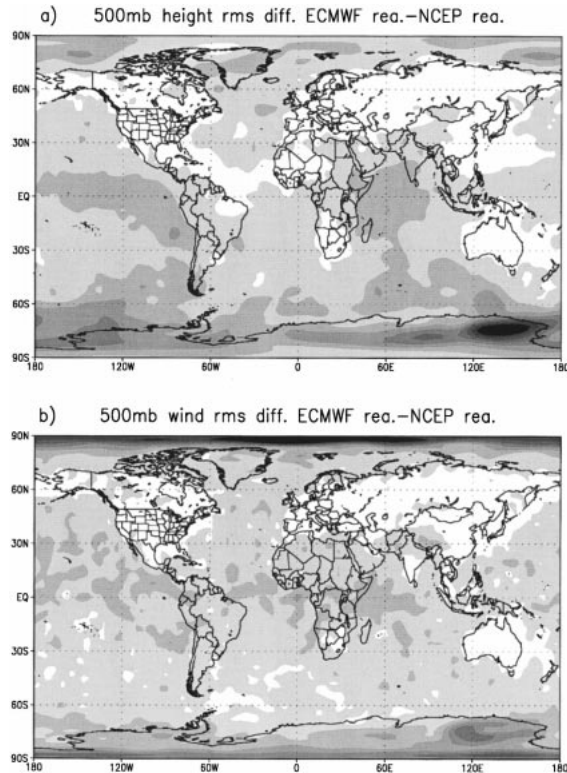 a) 500mb height rms diff. ECMWF rea.–NCEP rea.
90N
60N
30N
EQ
30S
60S
90S
180 120W 60W 0 60E 120E 180
b) 500mb wind rms diff. ECMWF rea.–NCEP rea.
90N
60N
30N
EQ
30S
60S
90S
180 120W 60W 0 60E 120E 180